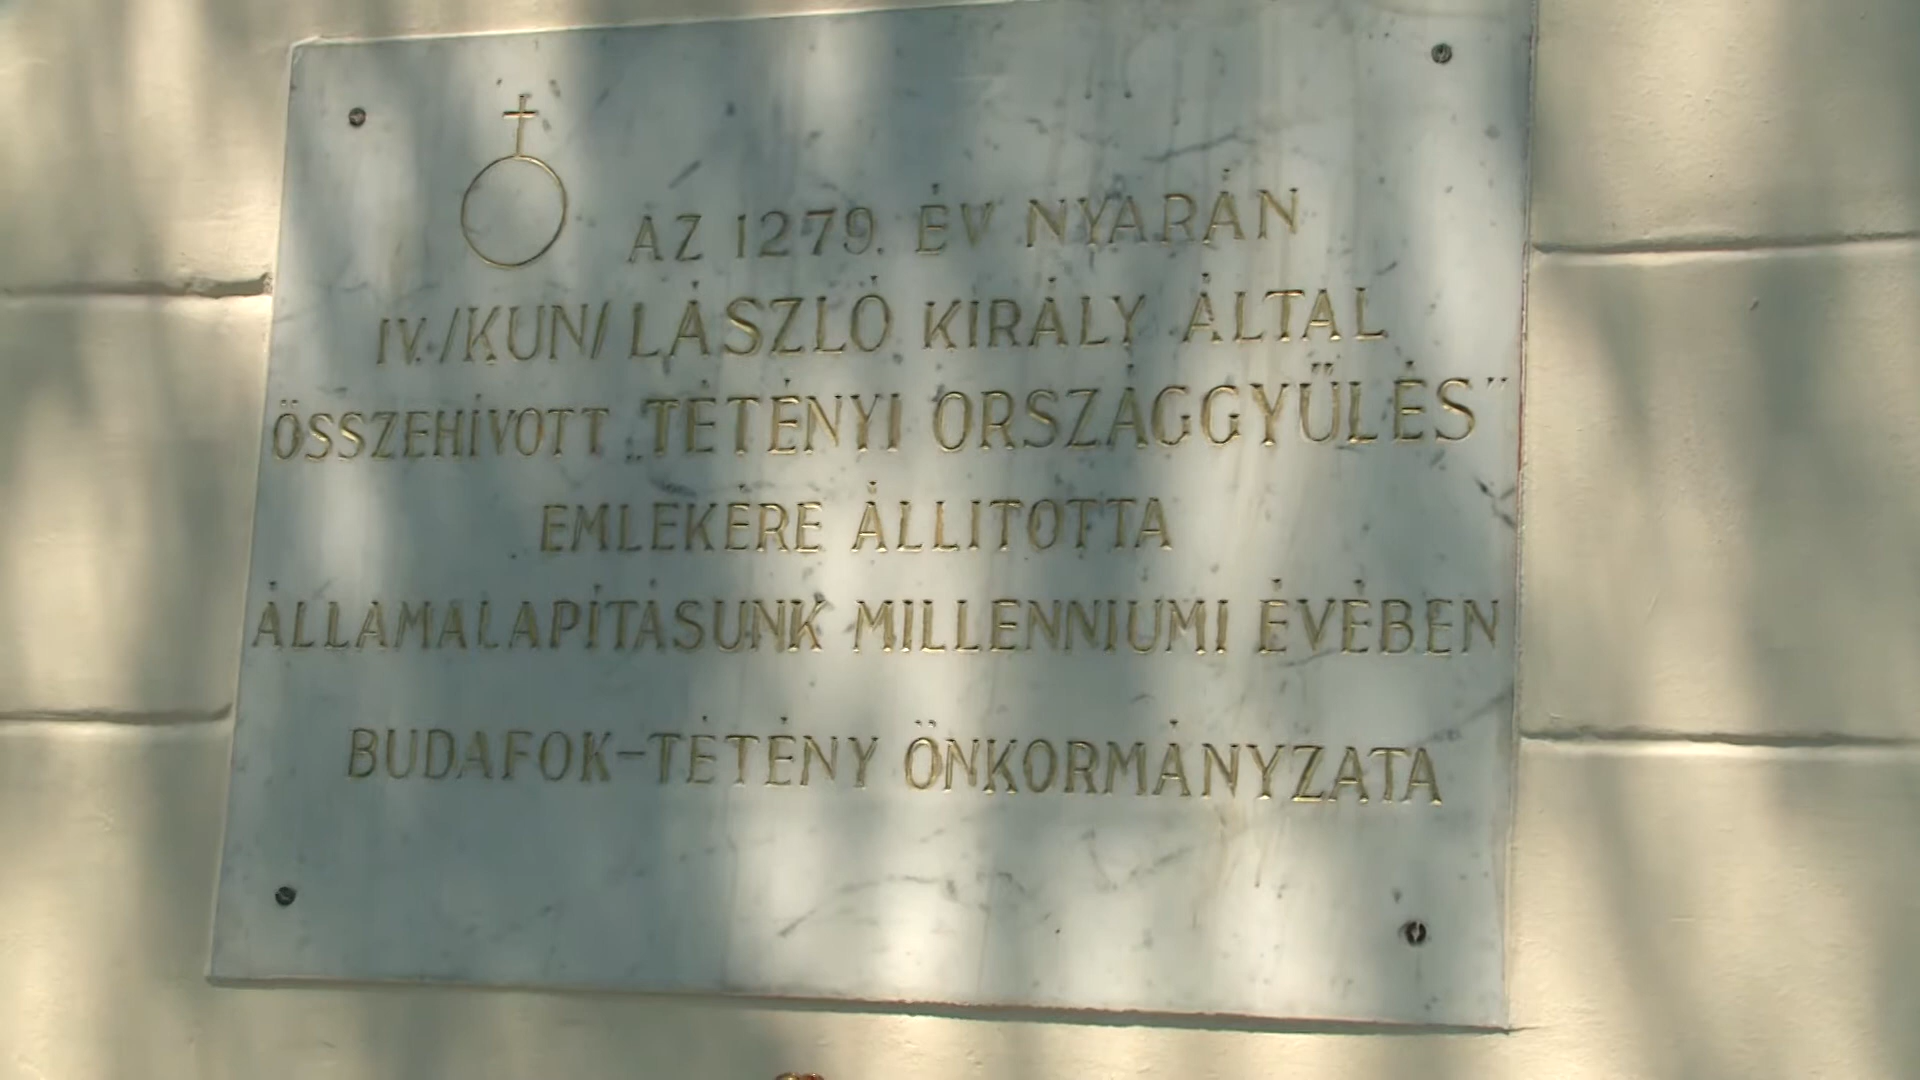 AZ 1279. ÉV NYARÁN
IV./KUN/ LÁSZLÓ KIRÁLY ÁLTAL
ÖSSZEHÍVOTT „TÉTÉNYI ORSZÁGGYŰLÉS”
EMLÉKÉRE ÁLLITOTTA
ÁLLAMALAPÍTÁSUNK MILLENNIUMI ÉVÉBEN
BUDAFOK-TÉTÉNY ÖNKORMÁNYZATA